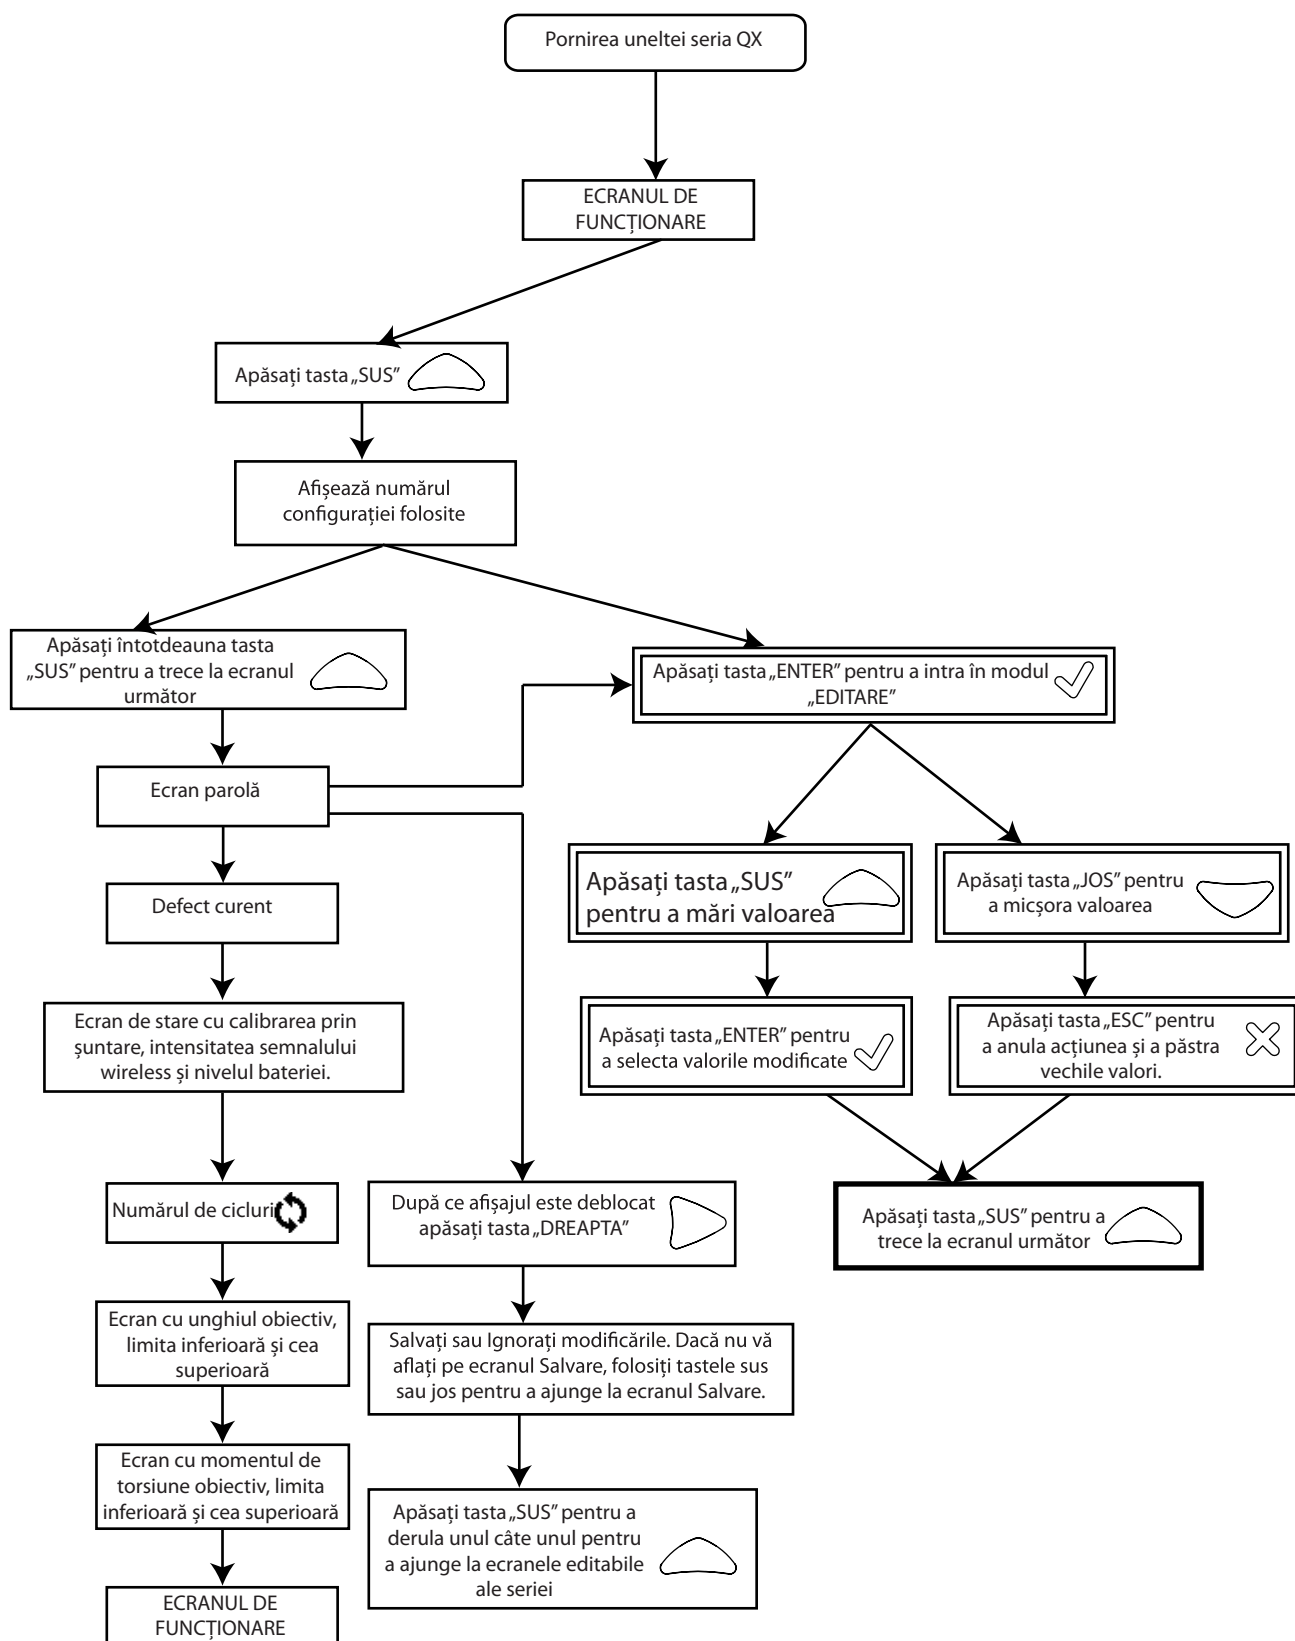 Pornirea uneltei seria QX
ECRANUL DE
FUNCȚIONARE
Apăsați tasta „SUS”
Afișează numărul
configurației folosite
Apăsați întotdeauna tasta
„SUS” pentru a trece la ecranul
următor
Apăsați tasta „ENTER” pentru a intra în modul
„EDITARE”
Ecran parolă
Apăsați tasta „SUS”
pentru a mări valoarea
Apăsați tasta „JOS” pentru
a micșora valoarea
Defect curent
Ecran de stare cu calibrarea prin
șuntare, intensitatea semnalului
wireless și nivelul bateriei.
Apăsați tasta „ENTER” pentru
a selecta valorile modificate
Apăsați tasta „ESC” pentru
a anula acțiunea și a păstra
vechile valori.
Numărul de cicluri
După ce afișajul este deblocat
apăsați tasta „DREAPTA”
Apăsați tasta „SUS” pentru a
trece la ecranul următor
Ecran cu unghiul obiectiv,
limita inferioară și cea
superioară
Salvați sau Ignorați modificările. Dacă nu vă
aflați pe ecranul Salvare, folosiți tastele sus
sau jos pentru a ajunge la ecranul Salvare.
Ecran cu momentul de
torsiune obiectiv, limita
inferioară și cea superioară
Apăsați tasta „SUS” pentru a
derula unul câte unul pentru
a ajunge la ecranele editabile
ale seriei
ECRANUL DE
FUNCȚIONARE